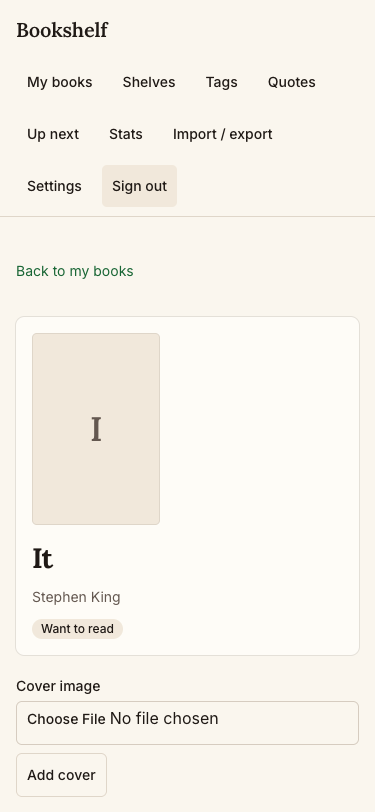 Bookshelf
My books Shelves Tags Quotes
Up next Stats Import / export
Settings Sign out
Back to my books
I
It
Stephen King
Want to read
Cover image
Choose File No file chosen
Add cover